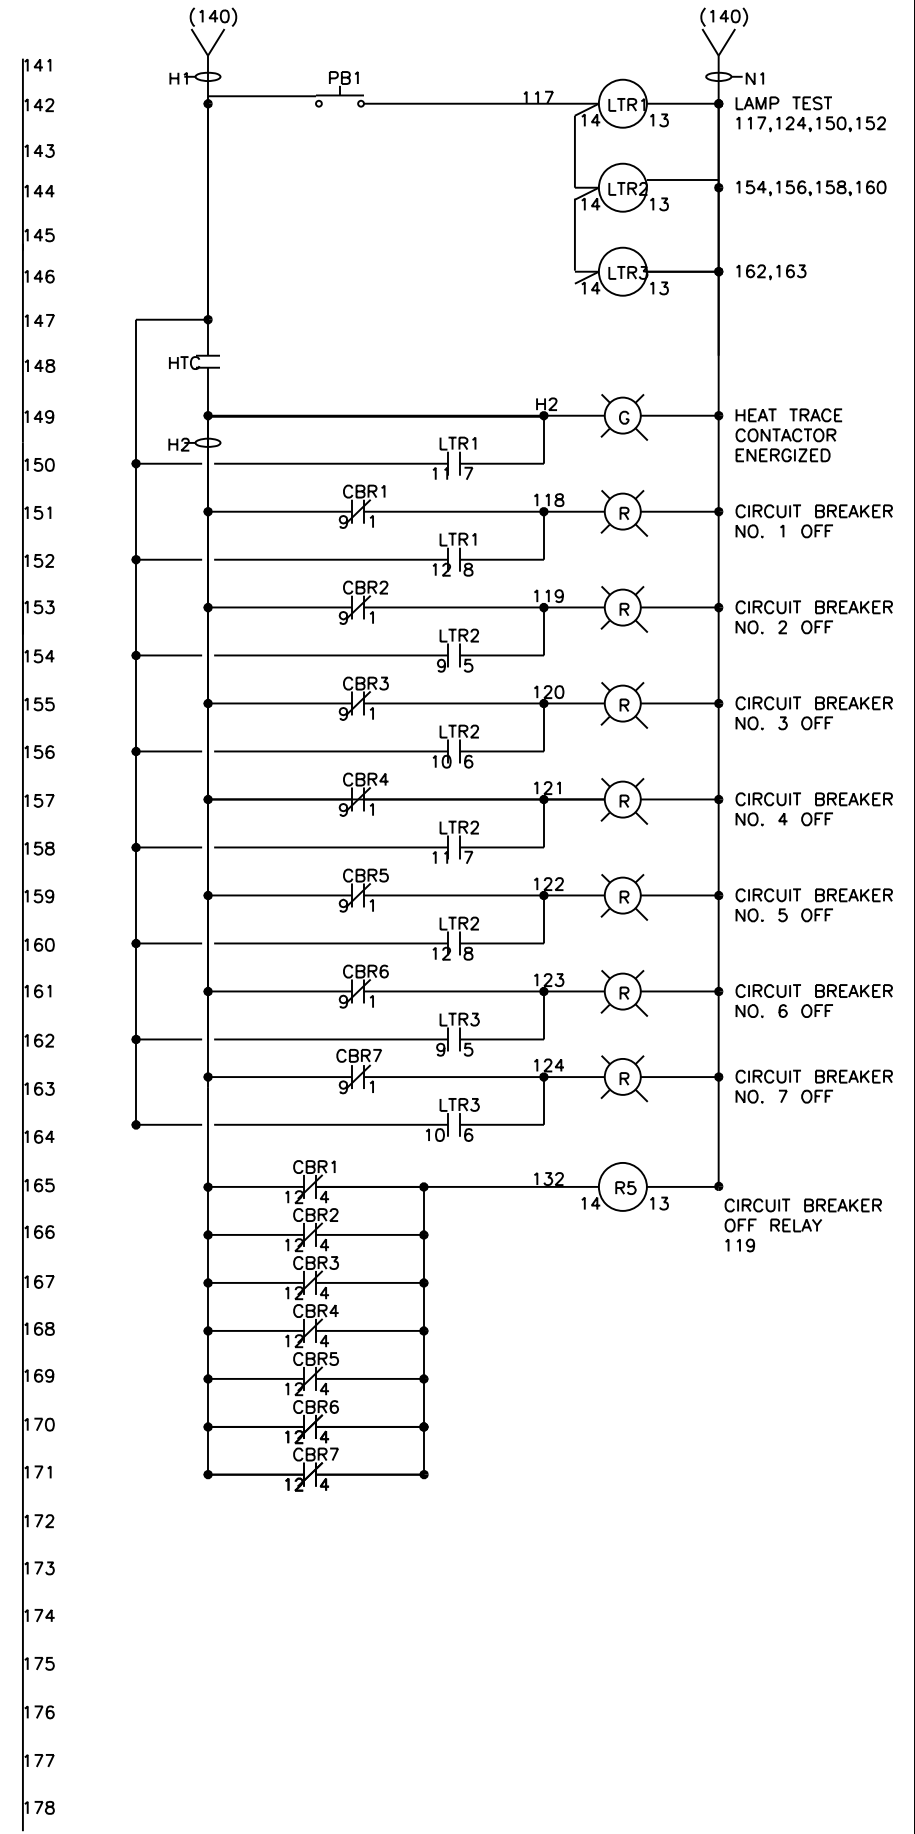 (140) (140)
141 H1 PB1 N1
142 117 LTR1 LAMP TEST
14 13 117,124,150,152
143
144 LTR2 154,156,158,160
14 13
145
146 LTR3 162,163
14 13
147
148 HTC
149 H2 G HEAT TRACE
CONTACTOR
H2 LTR1 ENERGIZED
150 11 7
CBR1 118
151 R CIRCUIT BREAKER
9 1 NO. 1 OFF
LTR1
152 12 8
CBR2 119
153 R CIRCUIT BREAKER
9 1 NO. 2 OFF
LTR2
154 9 5
CBR3 120
155 R CIRCUIT BREAKER
9 1 NO. 3 OFF
LTR2
156 10 6
CBR4 121
157 R CIRCUIT BREAKER
9 1 NO. 4 OFF
LTR2
158 11 7
CBR5 122
159 R CIRCUIT BREAKER
9 1 NO. 5 OFF
LTR2
160 12 8
CBR6 123
161 R CIRCUIT BREAKER
9 1 NO. 6 OFF
LTR3
162 9 5
CBR7 124
163 R CIRCUIT BREAKER
9 1 NO. 7 OFF
LTR3
164 10 6
CBR1 132
165 R5
12 4 14 13 CIRCUIT BREAKER
CBR2 OFF RELAY
166 12 4 119
CBR3
167 12 4
CBR4
168 12 4
CBR5
169 12 4
CBR6
170 12 4
CBR7
171 12 4
172
173
174
175
176
177
178